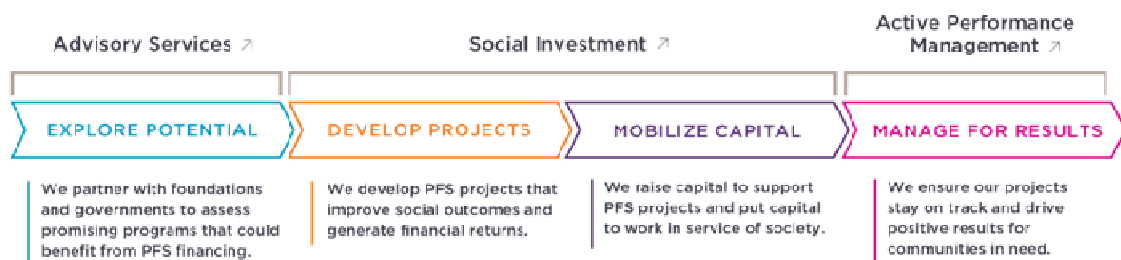 Advisory Services ↗
Social Investment ↗
Active Performance
Management ↗
EXPLORE POTENTIAL
DEVELOP PROJECTS
MOBILIZE CAPITAL
MANAGE FOR RESULTS
We partner with foundations
and governments to assess
promising programs that could
benefit from PFS financing.
We develop PFS projects that
improve social outcomes and
generate financial returns.
We raise capital to support
PFS projects and put capital
to work in service of society.
We ensure our projects
stay on track and drive
positive results for
communities in need.